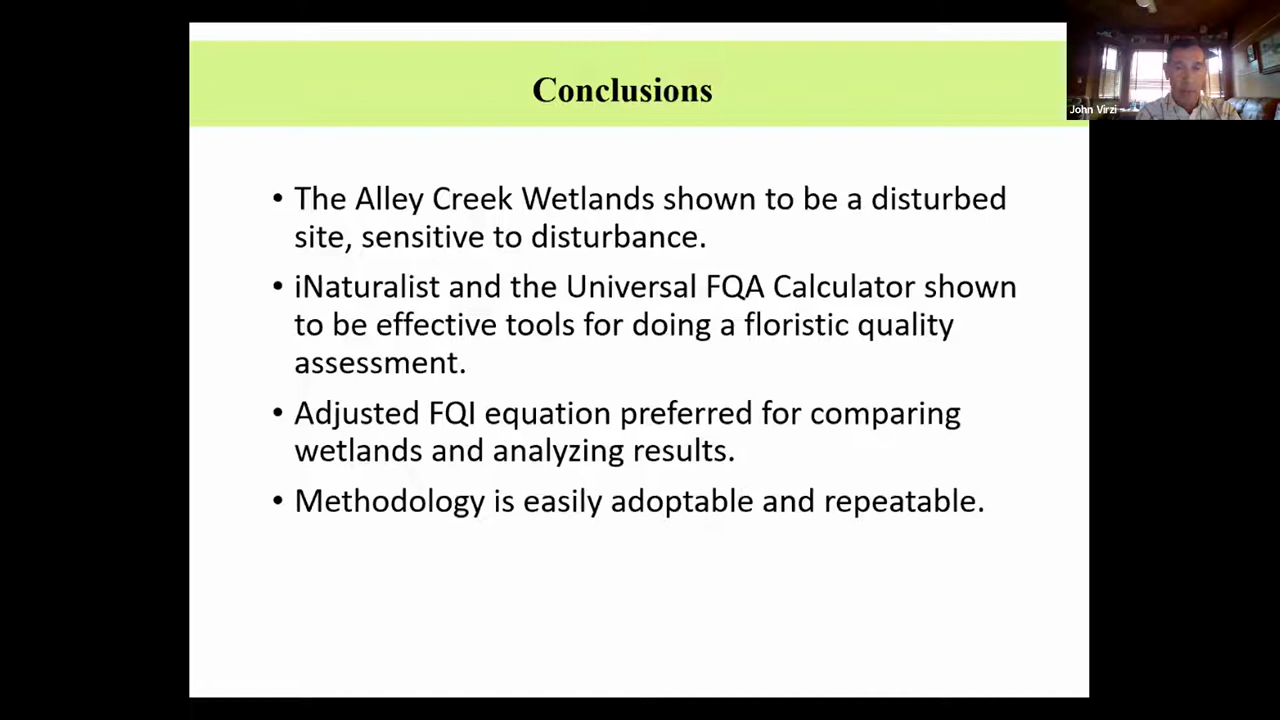 Conclusions
John Virzi
• The Alley Creek Wetlands shown to be a disturbed
site, sensitive to disturbance.
• iNaturalist and the Universal FQA Calculator shown
to be effective tools for doing a floristic quality
assessment.
• Adjusted FQI equation preferred for comparing
wetlands and analyzing results.
• Methodology is easily adoptable and repeatable.